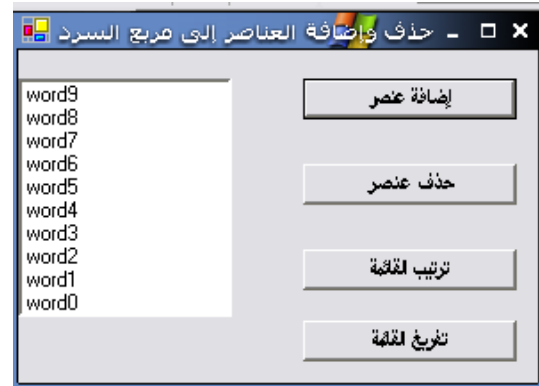 حذف وإضافة العناصر إلى مربع السرد
word9
word8
word7
word6
word5
word4
word3
word2
word1
word0
إضافة عنصر
حذف عنصر
ترتيب القائمة
تفريغ القائمة